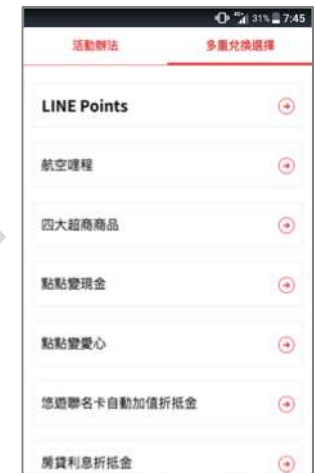 31% 7:45
活動辦法 多重兌換選擇
LINE Points
航空哩程
四大超商商品
點點變現金
點點變愛心
悠遊聯名卡自動加值折抵金
房貸利息折抵金